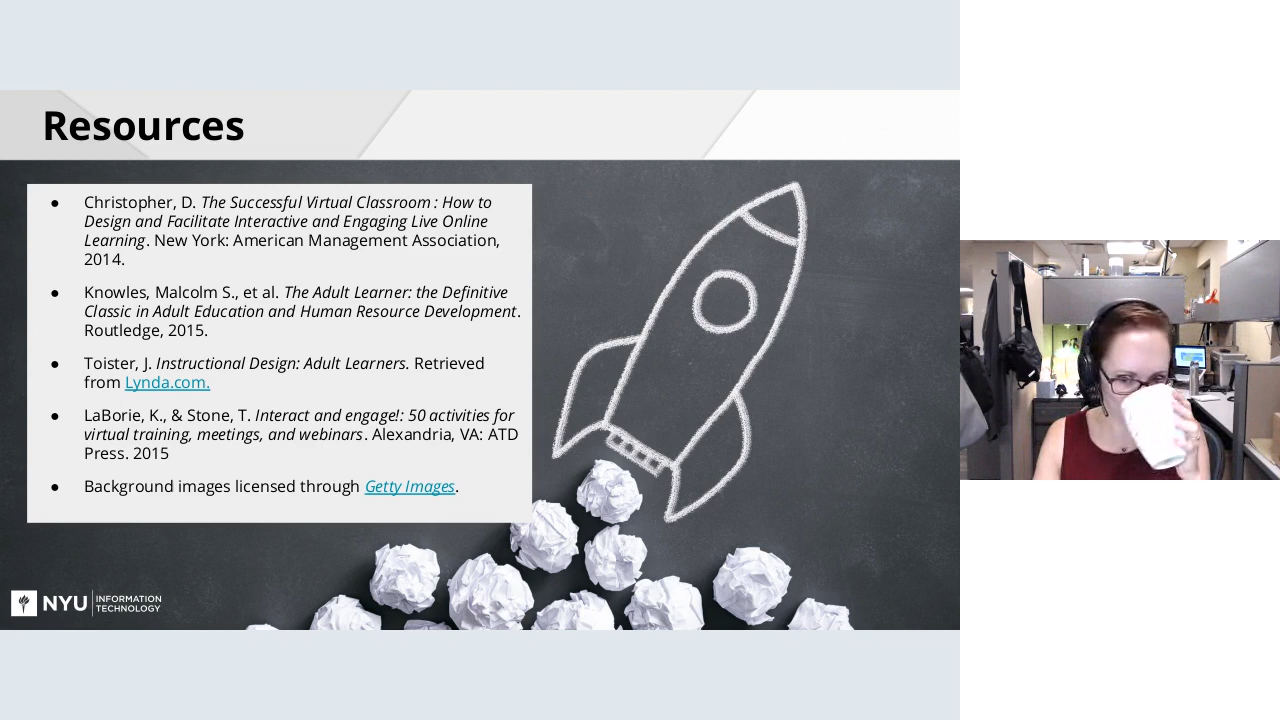 Resources
● Christopher, D. The Successful Virtual Classroom : How to
Design and Facilitate Interactive and Engaging Live Online
Learning. New York: American Management Association,
2014.
● Knowles, Malcolm S., et al. The Adult Learner: the Definitive
Classic in Adult Education and Human Resource Development.
Routledge, 2015.
● Toister, J. Instructional Design: Adult Learners. Retrieved
from Lynda.com.
● LaBorie, K., & Stone, T. Interact and engage!: 50 activities for
virtual training, meetings, and webinars. Alexandria, VA: ATD
Press. 2015
● Background images licensed through Getty Images.
NYU INFORMATION
TECHNOLOGY